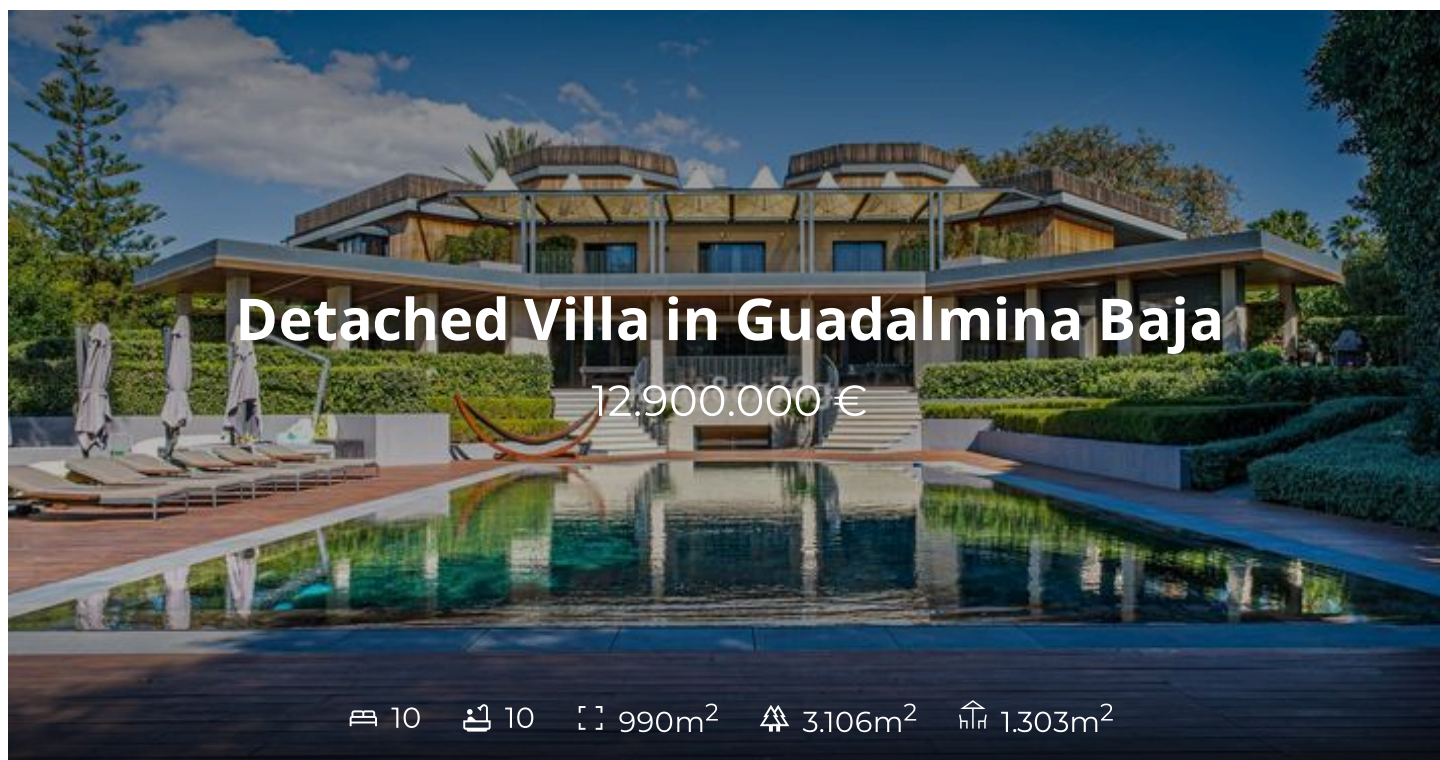 Detached Villa in Guadalmina Baja
12.900.000 €
10 10 990m² 3.106m² 1.303m²